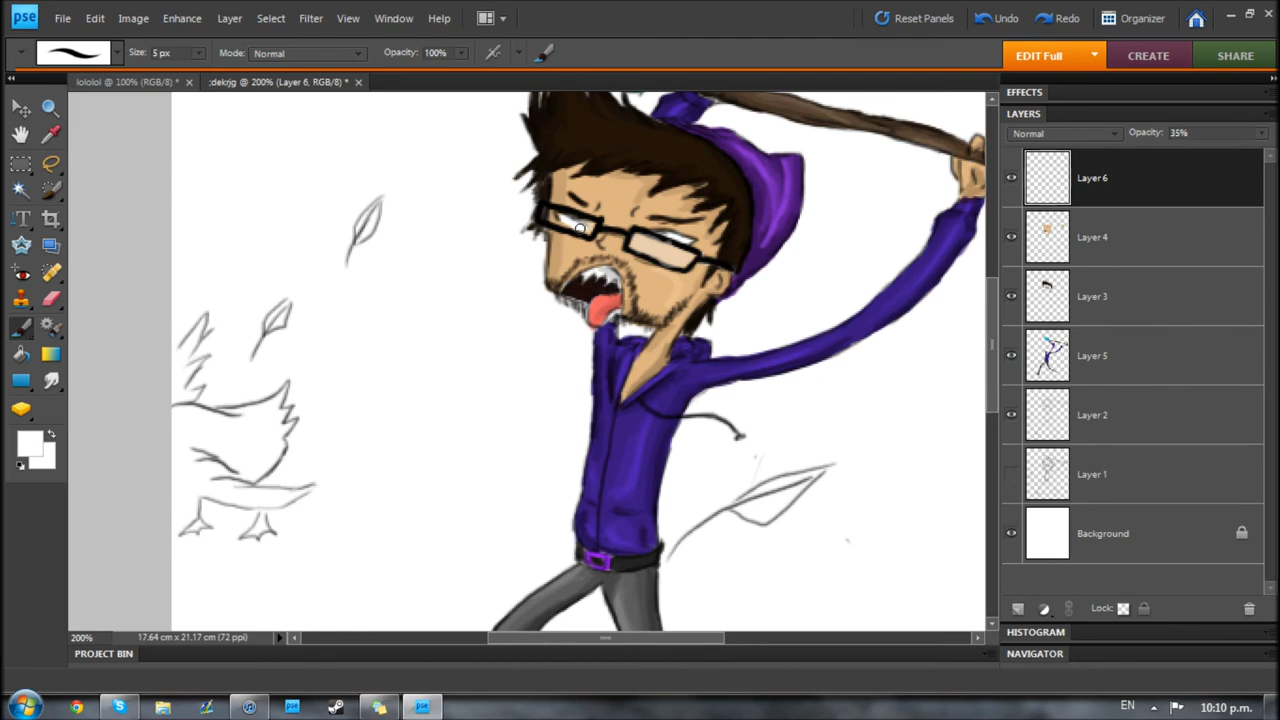 pse File Edit Image Enhance Layer Select Filter View Window Help Reset Panels Undo Redo Organizer
Size: 5 px Mode: Normal Opacity: 100% EDIT Full CREATE SHARE
lololol @ 100% (RGB/8) * ;dekrjg @ 200% (Layer 6, RGB/8) *
EFFECTS
LAYERS
Normal Opacity: 35%
Layer 6
Layer 4
Layer 3
Layer 5
Layer 2
Layer 1
Background
Lock:
200% 17.64 cm x 21.17 cm (72 ppi)
HISTOGRAM
PROJECT BIN
NAVIGATOR
pse pse EN 10:10 p.m.